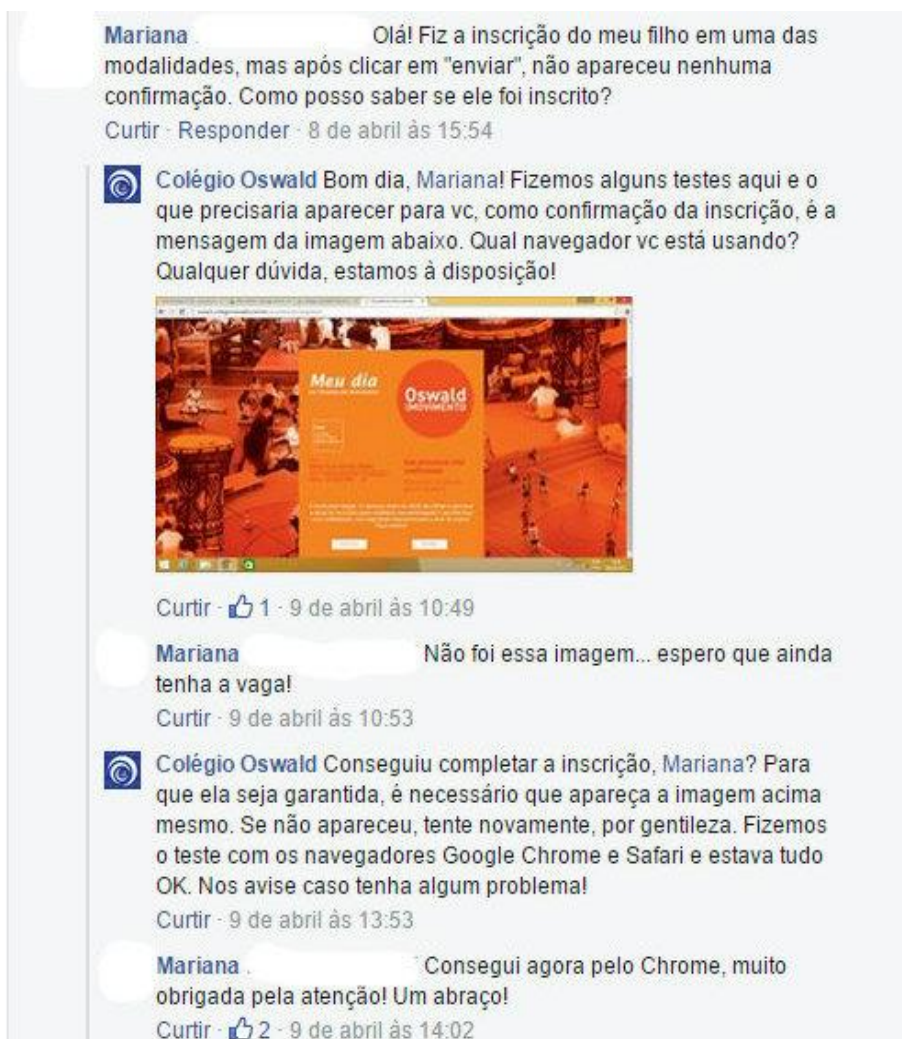 Mariana Olá! Fiz a inscrição do meu filho em uma das
modalidades, mas após clicar em "enviar", não apareceu nenhuma
confirmação. Como posso saber se ele foi inscrito?
Curtir · Responder · 8 de abril às 15:54
Colégio Oswald Bom dia, Mariana! Fizemos alguns testes aqui e o
que precisaria aparecer para vc, como confirmação da inscrição, é a
mensagem da imagem abaixo. Qual navegador vc está usando?
Qualquer dúvida, estamos à disposição!
Meu dia
Oswald
EMOVIMENTO
Curtir · 1 · 9 de abril às 10:49
Mariana Não foi essa imagem... espero que ainda
tenha a vaga!
Curtir · 9 de abril às 10:53
Colégio Oswald Conseguiu completar a inscrição, Mariana? Para
que ela seja garantida, é necessário que apareça a imagem acima
mesmo. Se não apareceu, tente novamente, por gentileza. Fizemos
o teste com os navegadores Google Chrome e Safari e estava tudo
OK. Nos avise caso tenha algum problema!
Curtir · 9 de abril às 13:53
Mariana Consegui agora pelo Chrome, muito
obrigada pela atenção! Um abraço!
Curtir · 2 · 9 de abril às 14:02